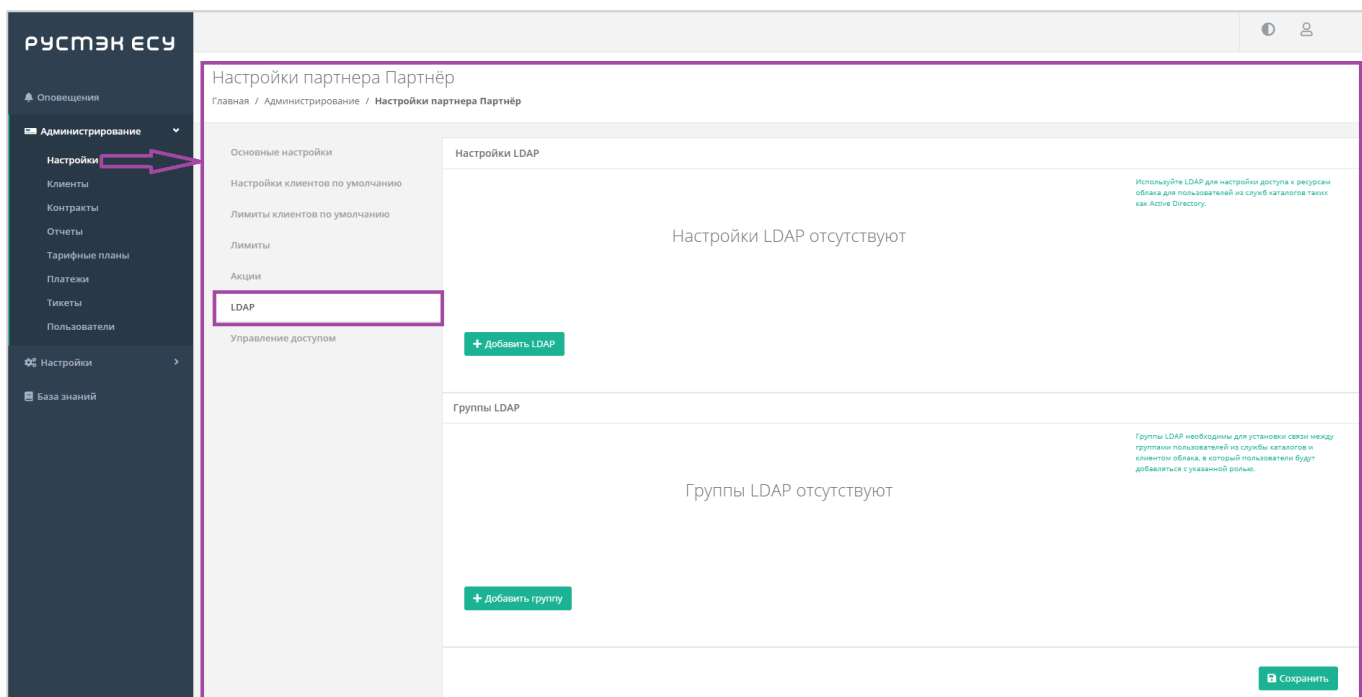 РУСТЭК ЕСУ
Оповещения
Администрирование
Настройки
Клиенты
Контракты
Отчеты
Тарифные планы
Платежи
Тикеты
Пользователи
Настройки
База знаний
Настройки партнера Партнёр
Главная / Администрирование / Настройки партнера Партнёр
Основные настройки
Настройки клиентов по умолчанию
Лимиты клиентов по умолчанию
Лимиты
Акции
LDAP
Управление доступом
Настройки LDAP
Используйте LDAP для настройки доступа к ресурсам
облака для пользователей из служб каталогов таких
как Active Directory.
Настройки LDAP отсутствуют
+ Добавить LDAP
Группы LDAP
Группы LDAP необходимы для установки связи между
группами пользователей из службы каталогов и
клиентом облака, в который пользователи будут
добавляться с указанной ролью.
Группы LDAP отсутствуют
+ Добавить группу
Сохранить